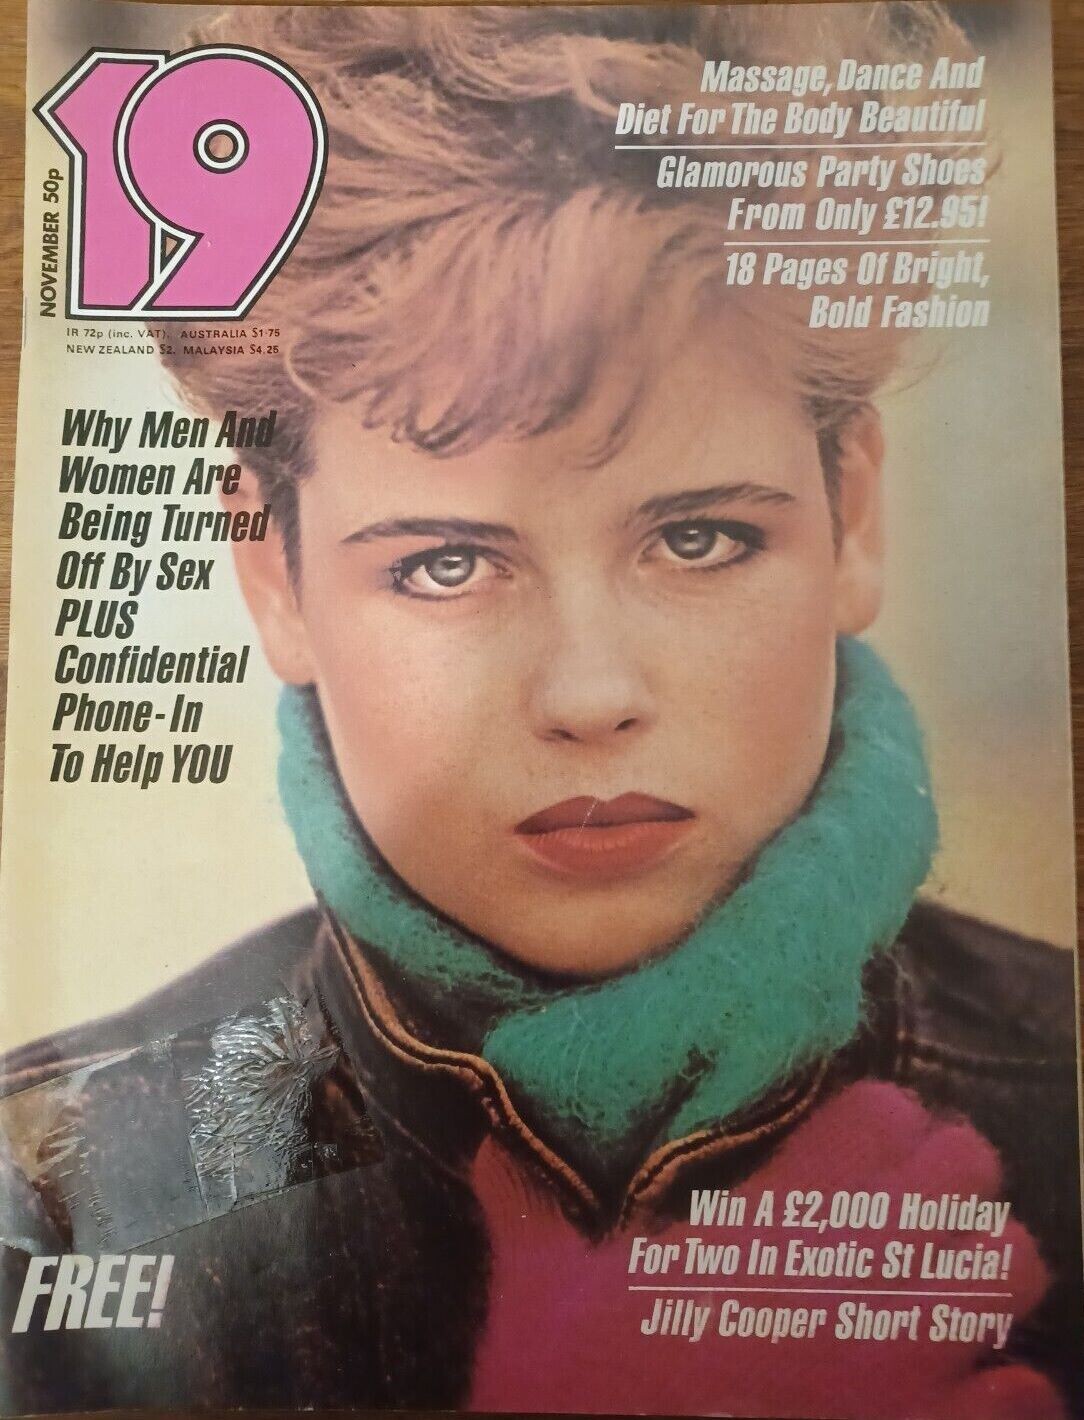 19
NOVEMBER 50p
IR 72p (inc. VAT). AUSTRALIA $1·75
NEW ZEALAND $2. MALAYSIA $4.25
Massage, Dance And
Diet For The Body Beautiful
Glamorous Party Shoes
From Only £12.95!
18 Pages Of Bright,
Bold Fashion
Why Men And
Women Are
Being Turned
Off By Sex
PLUS
Confidential
Phone-In
To Help YOU
FREE!
Win A £2,000 Holiday
For Two In Exotic St Lucia!
Jilly Cooper Short Story